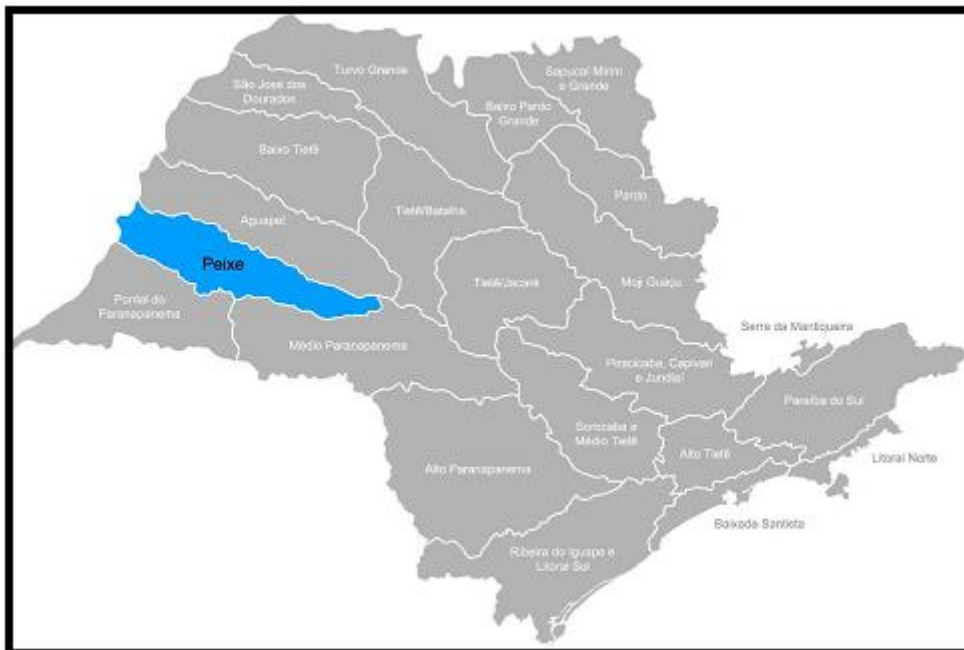 Turvo Grande
Sapucaí Mirim
e Grande
São José dos
Dourados
Baixo Pardo
Grande
Baixo Tietê
Pardo
Aguapeí
Tietê/Batalha
Peixe
Tietê/Jacaré
Moji Guaçu
Pontal do
Paranapanema
Serra da Mantiqueira
Médio Paranapanema
Piracicaba, Capivari
e Jundiaí
Paraíba do Sul
Sorocaba e
Médio Tietê
Alto Tietê
Litoral Norte
Alto Paranapanema
Baixada Santista
Ribeira do Iguape e
Litoral Sul